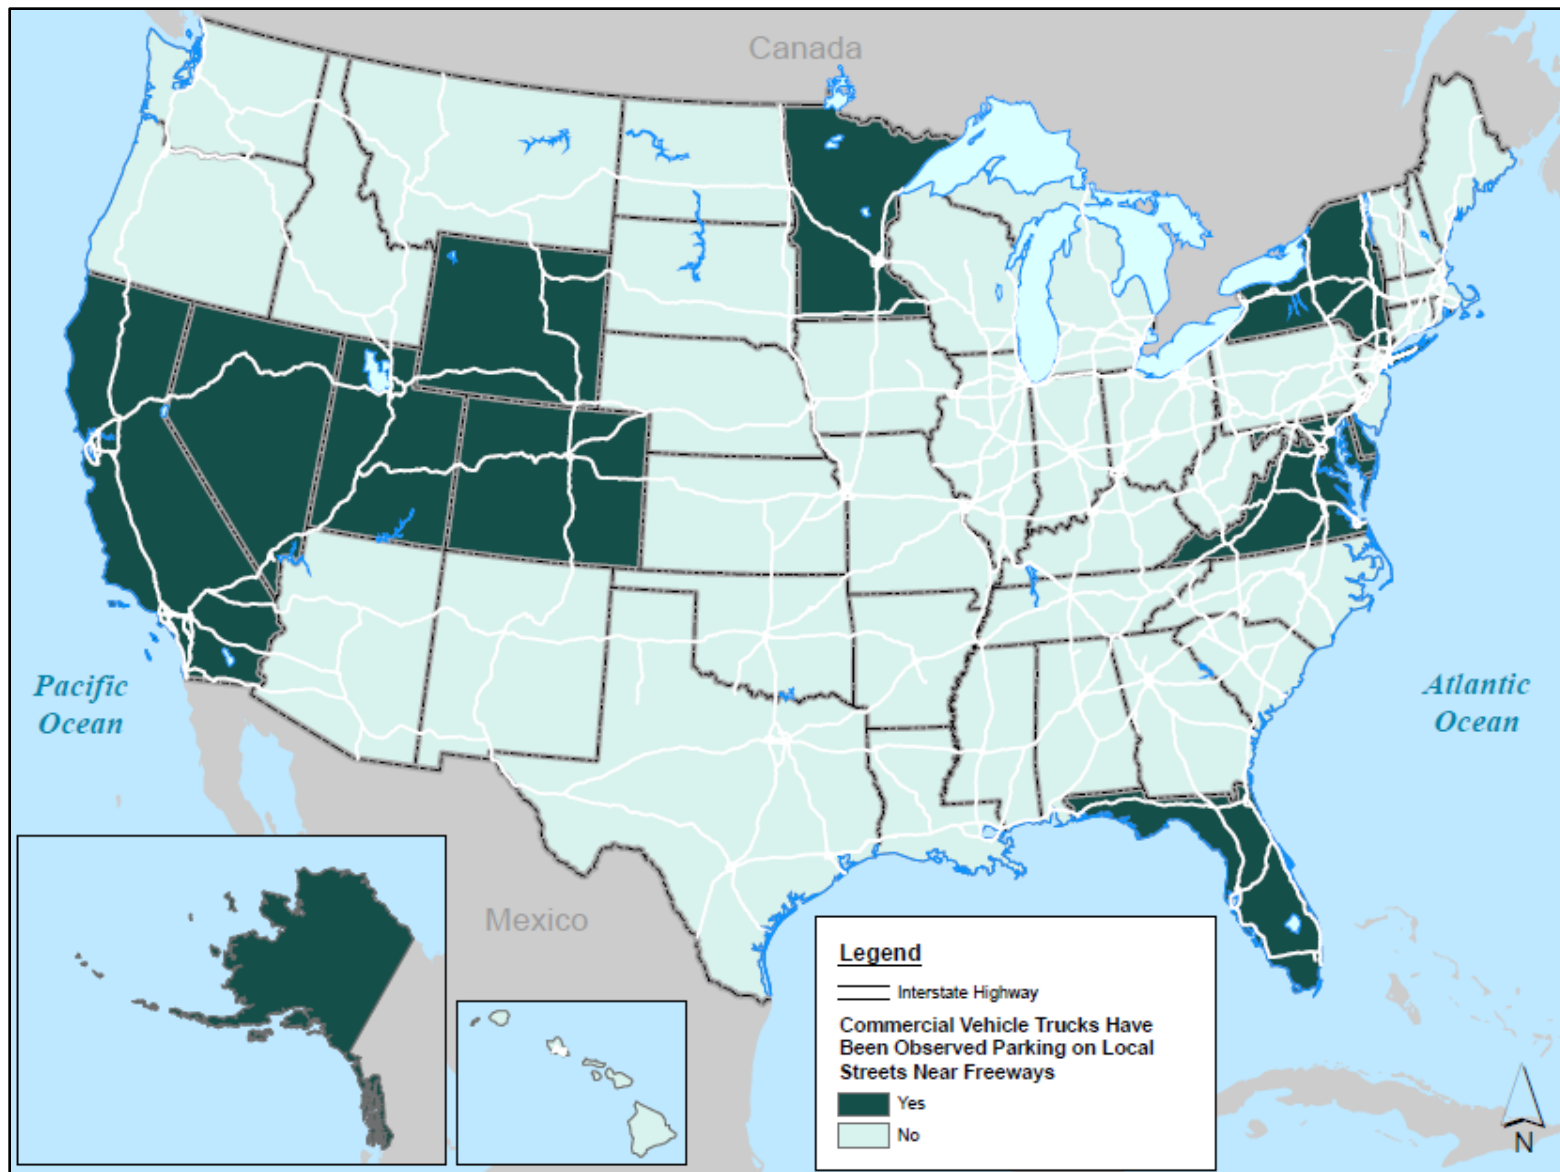 Canada
Pacific
Ocean
Atlantic
Ocean
Mexico
Legend
Interstate Highway
Commercial Vehicle Trucks Have
Been Observed Parking on Local
Streets Near Freeways
Yes
No
N